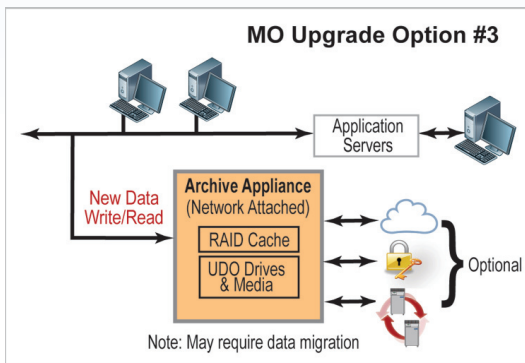 MO Upgrade Option #3
Application
Servers
New Data
Write/Read
Archive Appliance
(Network Attached)
RAID Cache
UDO Drives
& Media
Optional
Note: May require data migration